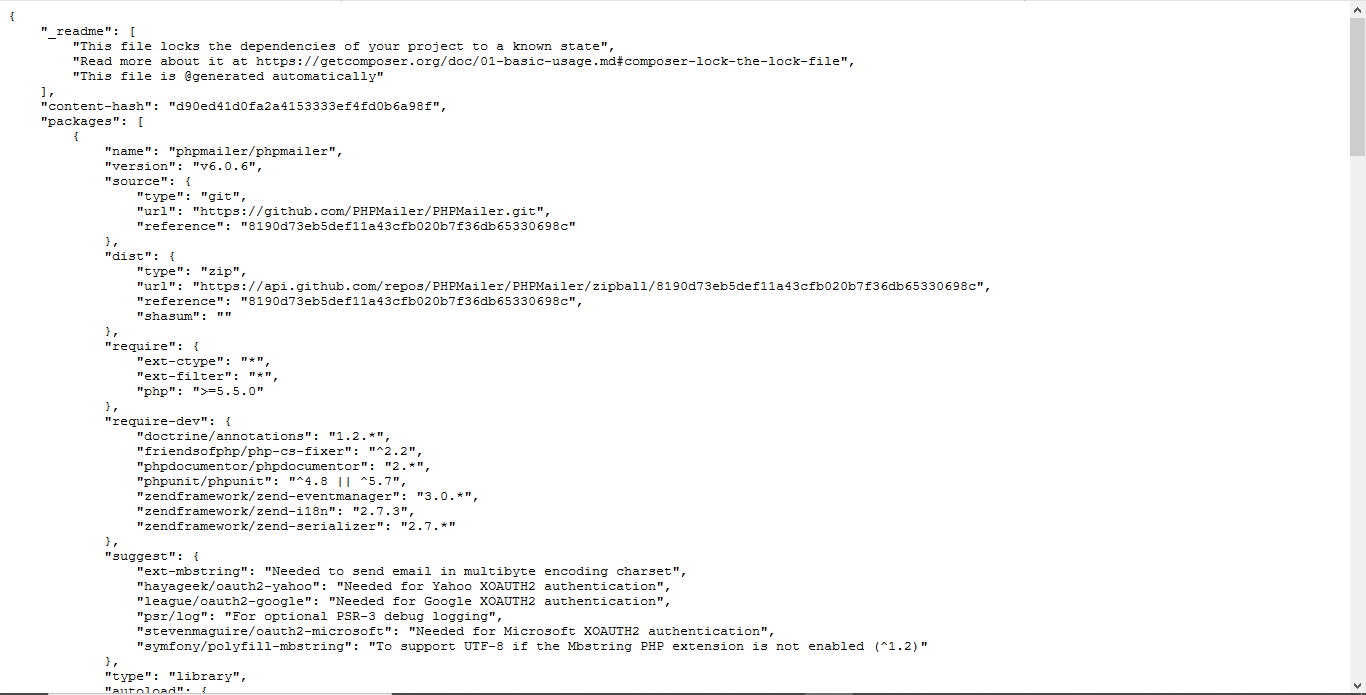 {
    "_readme": [
        "This file locks the dependencies of your project to a known state",
        "Read more about it at https://getcomposer.org/doc/01-basic-usage.md#composer-lock-the-lock-file",
        "This file is @generated automatically"
    ],
    "content-hash": "d90ed41d0fa2a4153333ef4fd0b6a98f",
    "packages": [
        {
            "name": "phpmailer/phpmailer",
            "version": "v6.0.6",
            "source": {
                "type": "git",
                "url": "https://github.com/PHPMailer/PHPMailer.git",
                "reference": "8190d73eb5def11a43cfb020b7f36db65330698c"
            },
            "dist": {
                "type": "zip",
                "url": "https://api.github.com/repos/PHPMailer/PHPMailer/zipball/8190d73eb5def11a43cfb020b7f36db65330698c",
                "reference": "8190d73eb5def11a43cfb020b7f36db65330698c",
                "shasum": ""
            },
            "require": {
                "ext-ctype": "*",
                "ext-filter": "*",
                "php": ">=5.5.0"
            },
            "require-dev": {
                "doctrine/annotations": "1.2.*",
                "friendsofphp/php-cs-fixer": "^2.2",
                "phpdocumentor/phpdocumentor": "2.*",
                "phpunit/phpunit": "^4.8 || ^5.7",
                "zendframework/zend-eventmanager": "3.0.*",
                "zendframework/zend-i18n": "2.7.3",
                "zendframework/zend-serializer": "2.7.*"
            },
            "suggest": {
                "ext-mbstring": "Needed to send email in multibyte encoding charset",
                "hayageek/oauth2-yahoo": "Needed for Yahoo XOAUTH2 authentication",
                "league/oauth2-google": "Needed for Google XOAUTH2 authentication",
                "psr/log": "For optional PSR-3 debug logging",
                "stevenmaguire/oauth2-microsoft": "Needed for Microsoft XOAUTH2 authentication",
                "symfony/polyfill-mbstring": "To support UTF-8 if the Mbstring PHP extension is not enabled (^1.2)"
            },
            "type": "library",
            "autoload": {